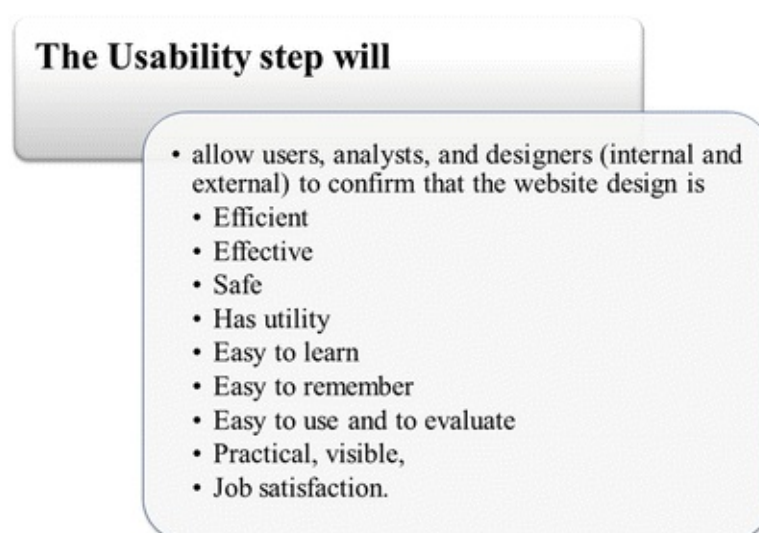 The Usability step will
• allow users, analysts, and designers (internal and
external) to confirm that the website design is
• Efficient
• Effective
• Safe
• Has utility
• Easy to learn
• Easy to remember
• Easy to use and to evaluate
• Practical, visible,
• Job satisfaction.